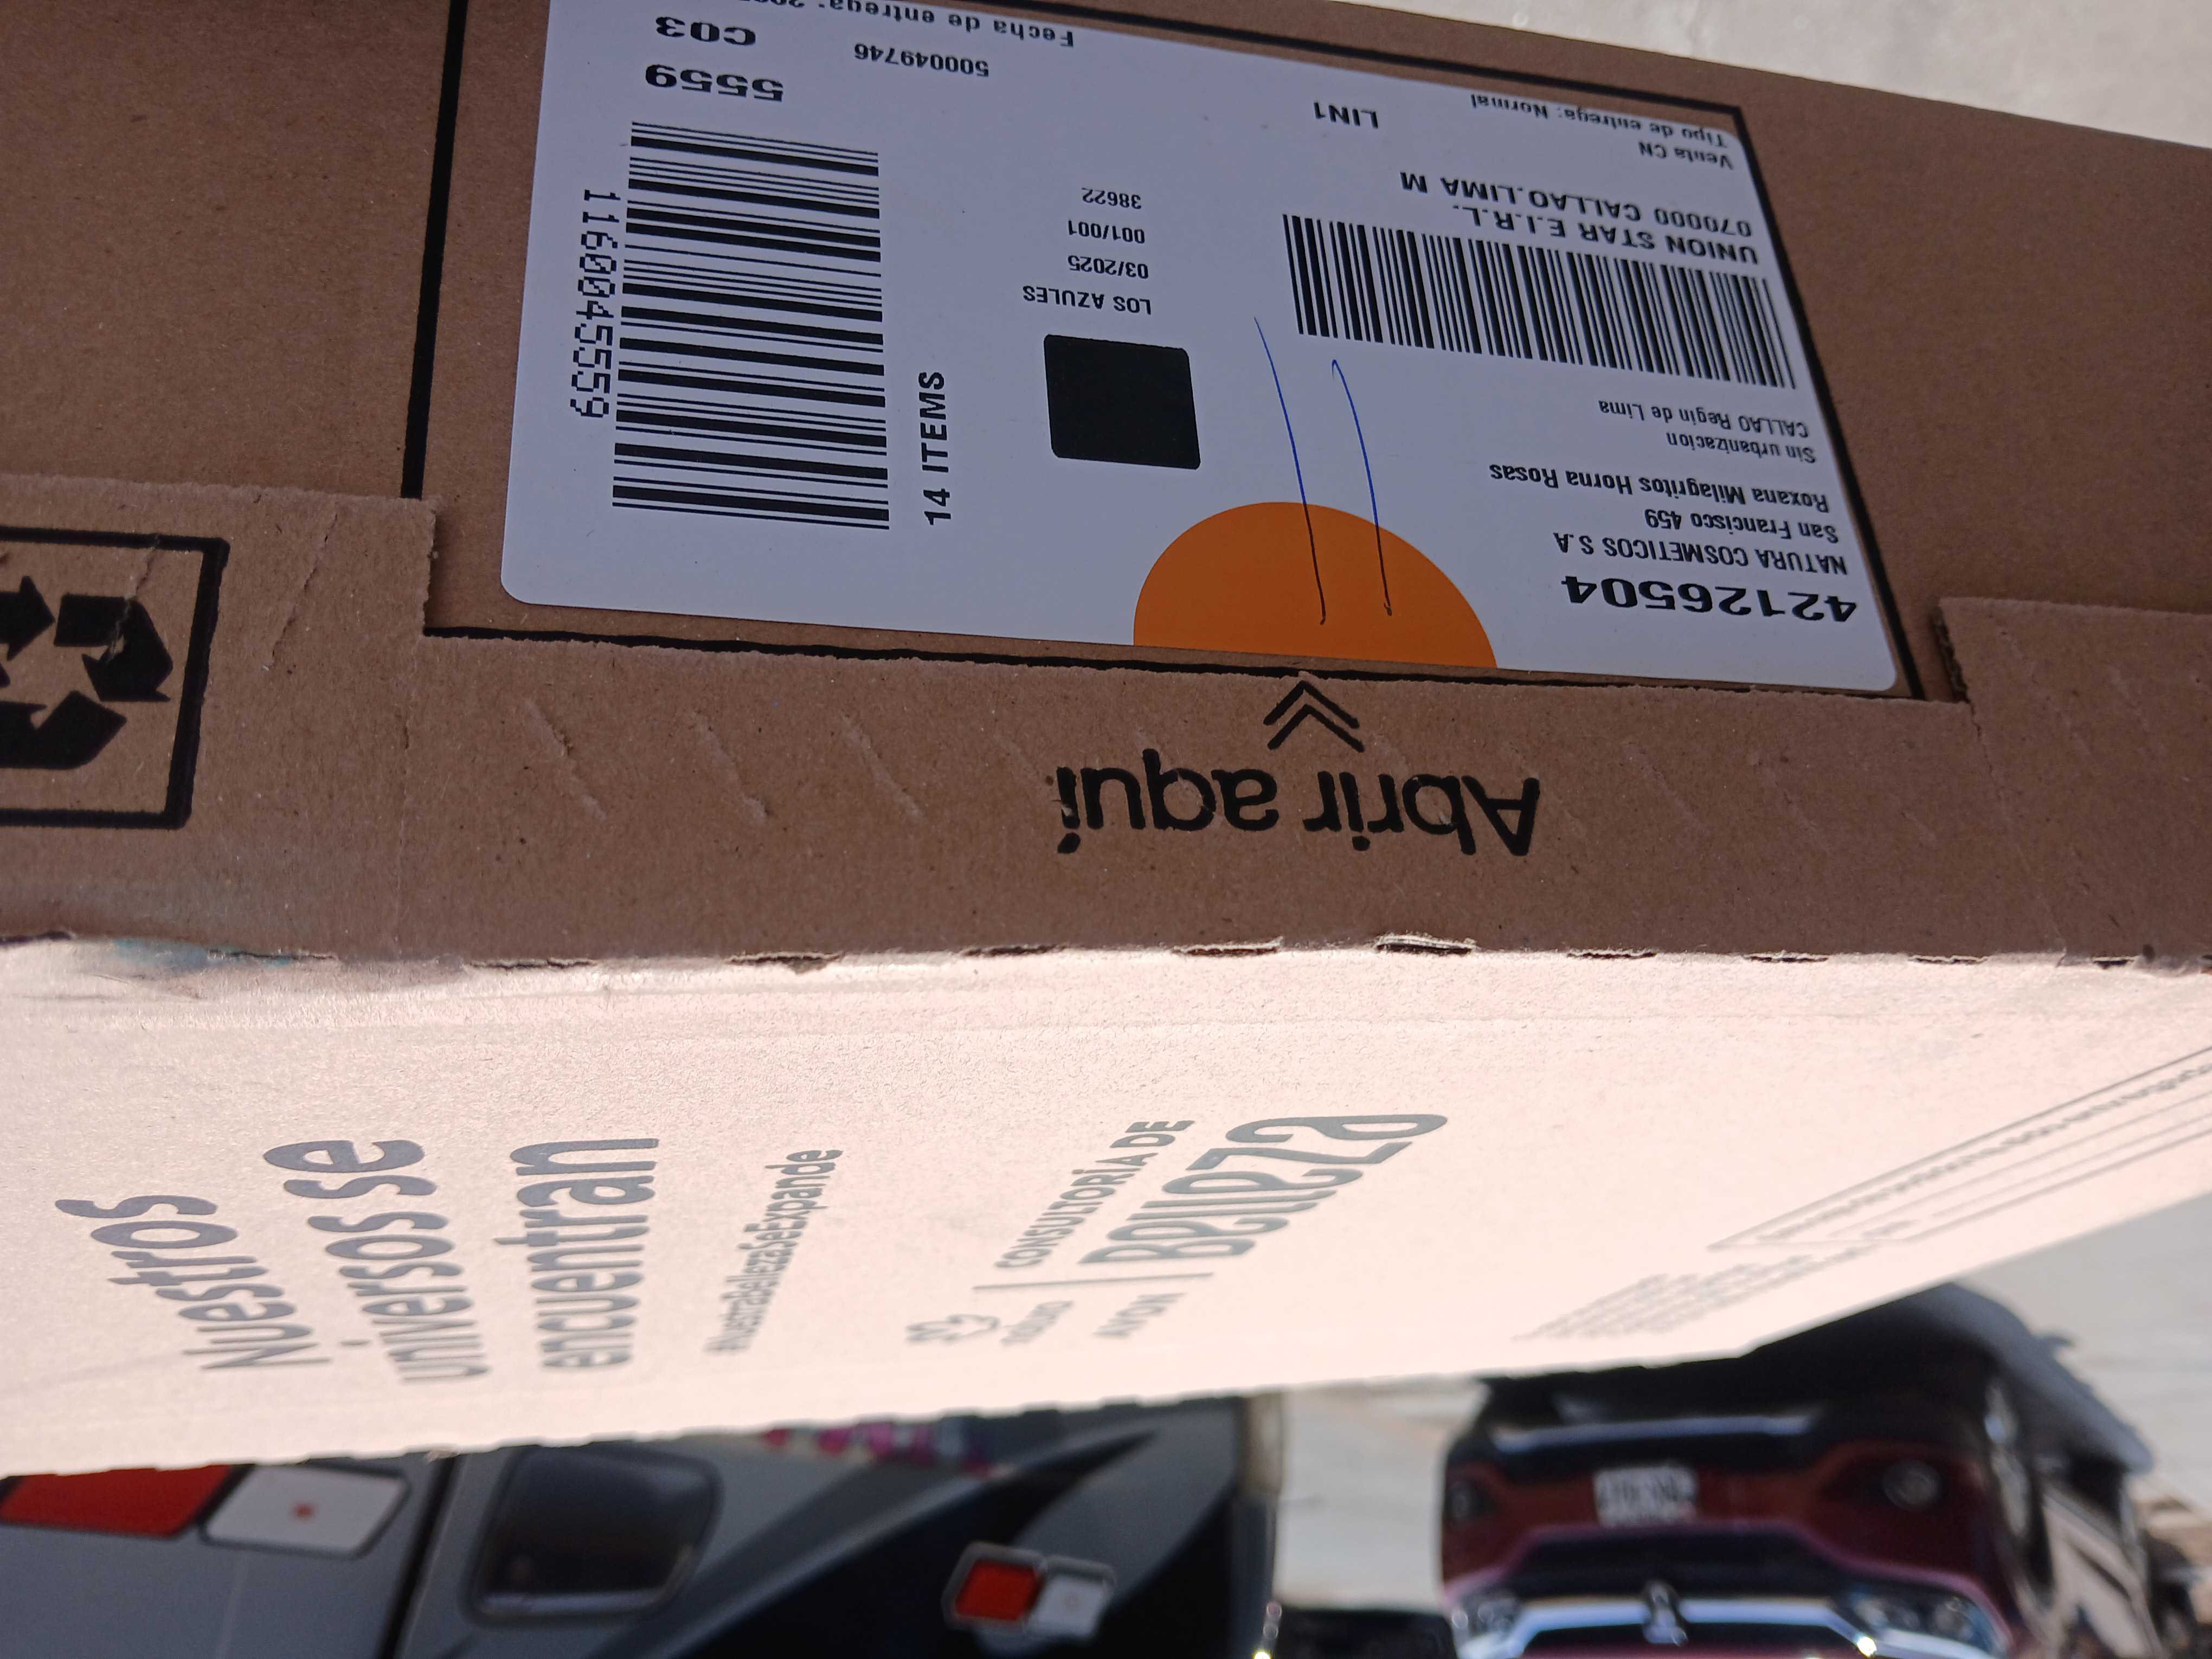 42126504
NATURA COSMETICOS S.A
San Francisco 459
Roxana Milagritos Horna Rosas
Sin urbanizacion
CALLAO Regin de Lima
UNION STAR E.I.R.L.
070000 CALLAO.LIMA M
Venta CN
Tipo de entrega: Normal
LIN1
LOS AZULES
03/2025
001/001
38622
500049746
Fecha de entrega:
14 ITEMS
1160045559
5559
C03
Abrir aquí
Nuestros
universos se
encuentran
#NuestraBellezaSeExpande
natura
AVON
CONSULTORÍA DE
Belleza